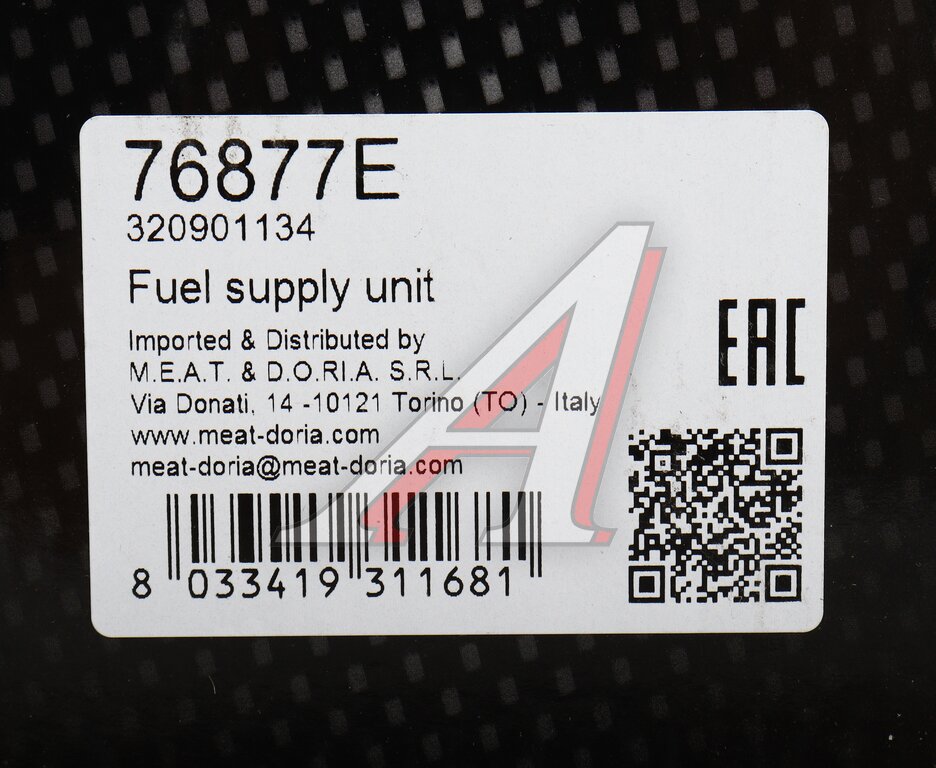 76877E
320901134
Fuel supply unit
Imported & Distributed by
M.E.A.T. & D.O.RI.A. S.R.L.
Via Donati, 14 -10121 Torino (TO) - Italy
www.meat-doria.com
meat-doria@meat-doria.com
EAC
8 033419 311681
A